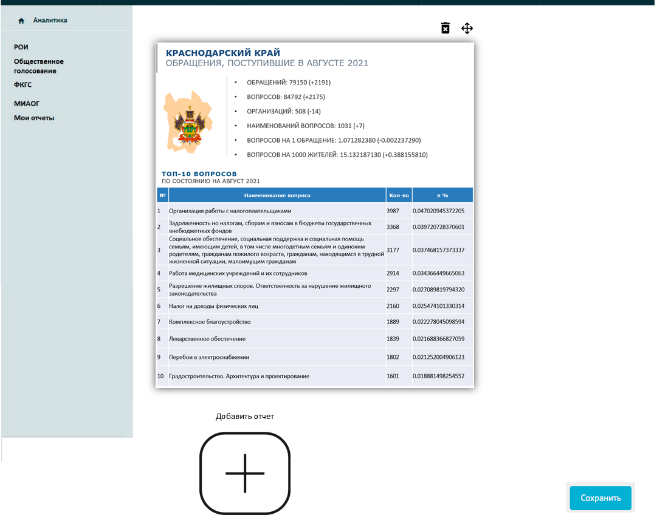 Аналитика
РОИ
Общественное
голосование
ФКГС
МИАОГ
Мои отчеты
КРАСНОДАРСКИЙ КРАЙ
ОБРАЩЕНИЯ, ПОСТУПИВШИЕ В АВГУСТЕ 2021
• ОБРАЩЕНИЙ: 79150 (+2191)
• ВОПРОСОВ: 84792 (+2175)
• ОРГАНИЗАЦИЙ: 508 (-14)
• НАИМЕНОВАНИЙ ВОПРОСОВ: 1031 (+7)
• ВОПРОСОВ НА 1 ОБРАЩЕНИЕ: 1.071282380 (-0.002237290)
• ВОПРОСОВ НА 1000 ЖИТЕЛЕЙ: 15.132187130 (+0.388155810)
ТОП-10 ВОПРОСОВ
ПО СОСТОЯНИЮ НА АВГУСТ 2021
№ Наименование вопроса Кол-во в %
1 Организация работы с налогоплательщиками 3987 0.047020945372205
2 Задолженность по налогам, сборам и взносам в бюджеты государственных
внебюджетных фондов 3368 0.039720728370601
3 Социальное обеспечение, социальная поддержка и социальная помощь
семьям, имеющим детей, в том числе многодетным семьям и одиноким
родителям, гражданам пожилого возраста, гражданам, находящимся в трудной
жизненной ситуации, малоимущим гражданам 3177 0.037468157373337
4 Работа медицинских учреждений и их сотрудников 2914 0.034366449665063
5 Разрешение жилищных споров. Ответственность за нарушение жилищного
законодательства 2297 0.027089819794320
6 Налог на доходы физических лиц 2160 0.025474101330314
7 Комплексное благоустройство 1889 0.022278045098594
8 Лекарственное обеспечение 1839 0.021688366827059
9 Перебои в электроснабжении 1802 0.021252004906123
10 Градостроительство. Архитектура и проектирование 1601 0.018881498254552
Добавить отчет
Сохранить